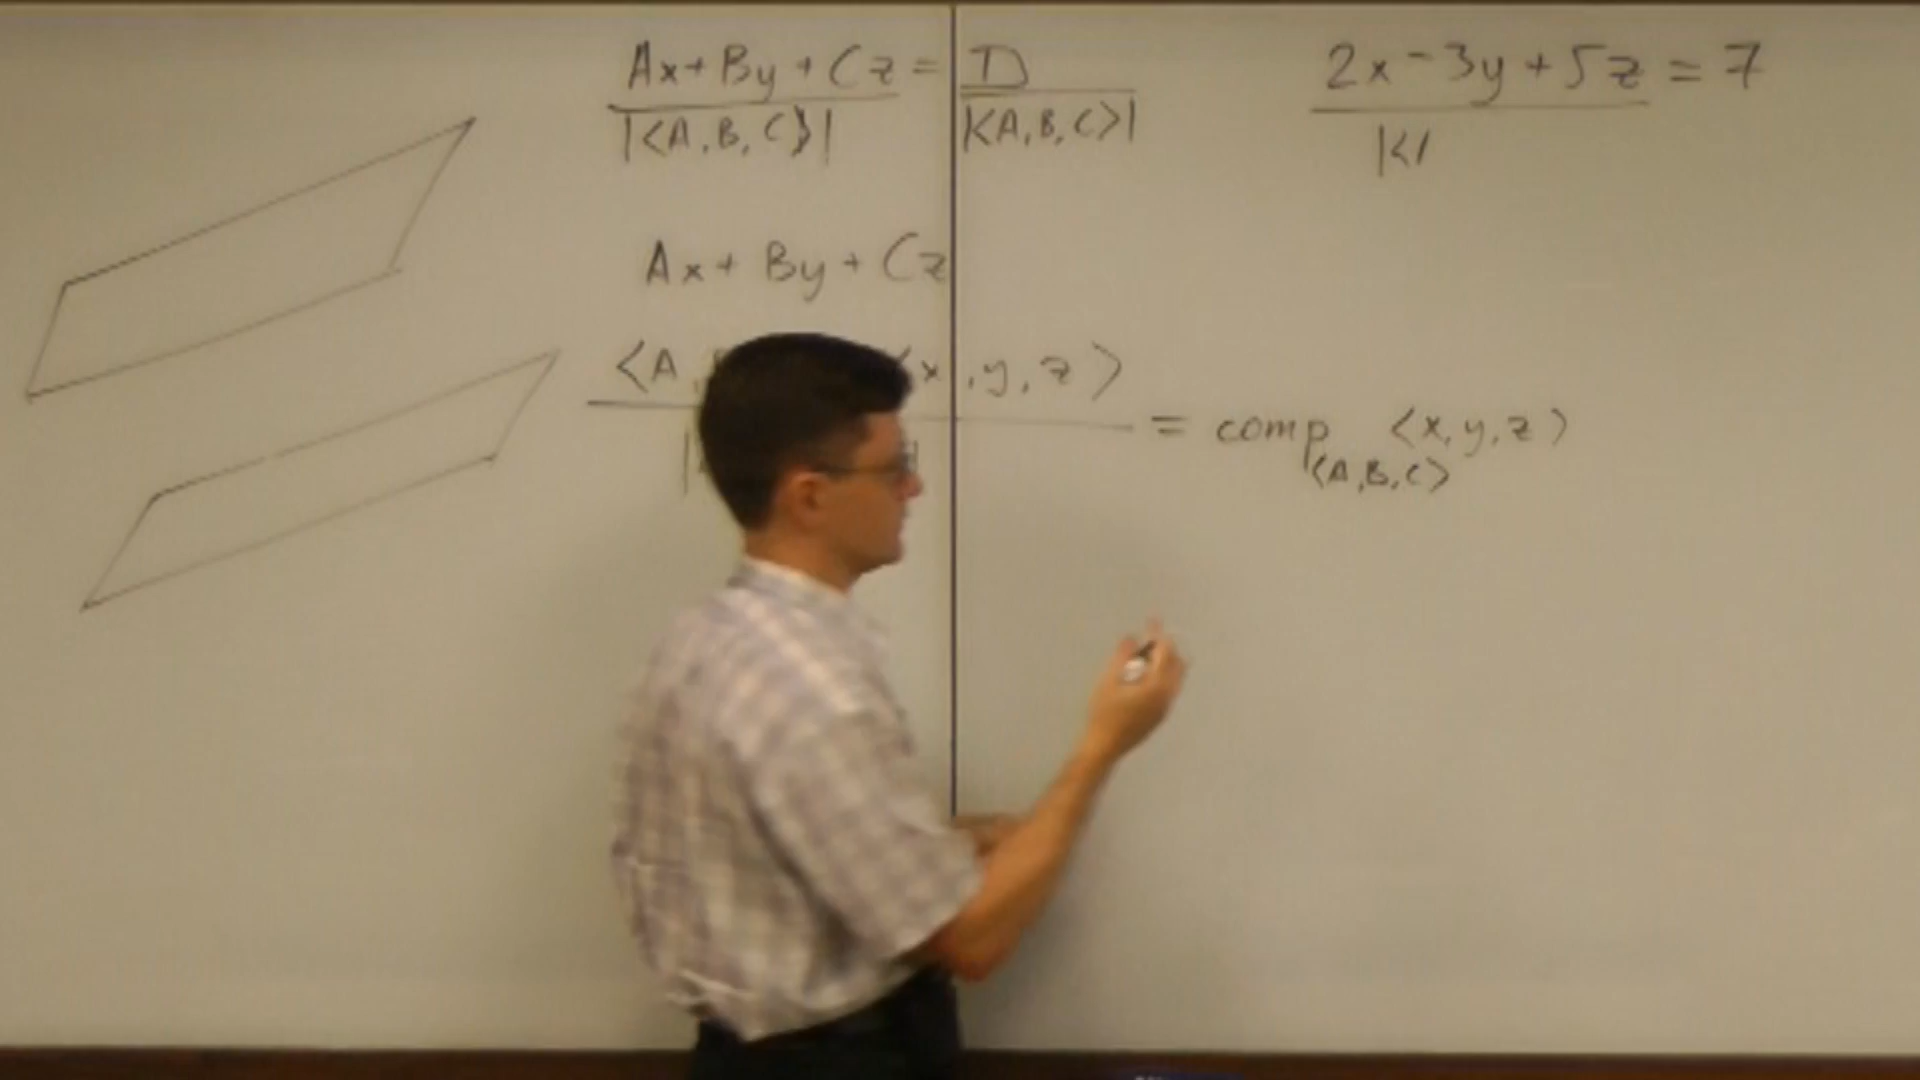 Ax + By + Cz = D
|<A, B, C>| |<A, B, C>|
2x - 3y + 5z = 7
|<
Ax + By + Cz
<A, x, y, z>
= comp <x, y, z>
<A, B, C>